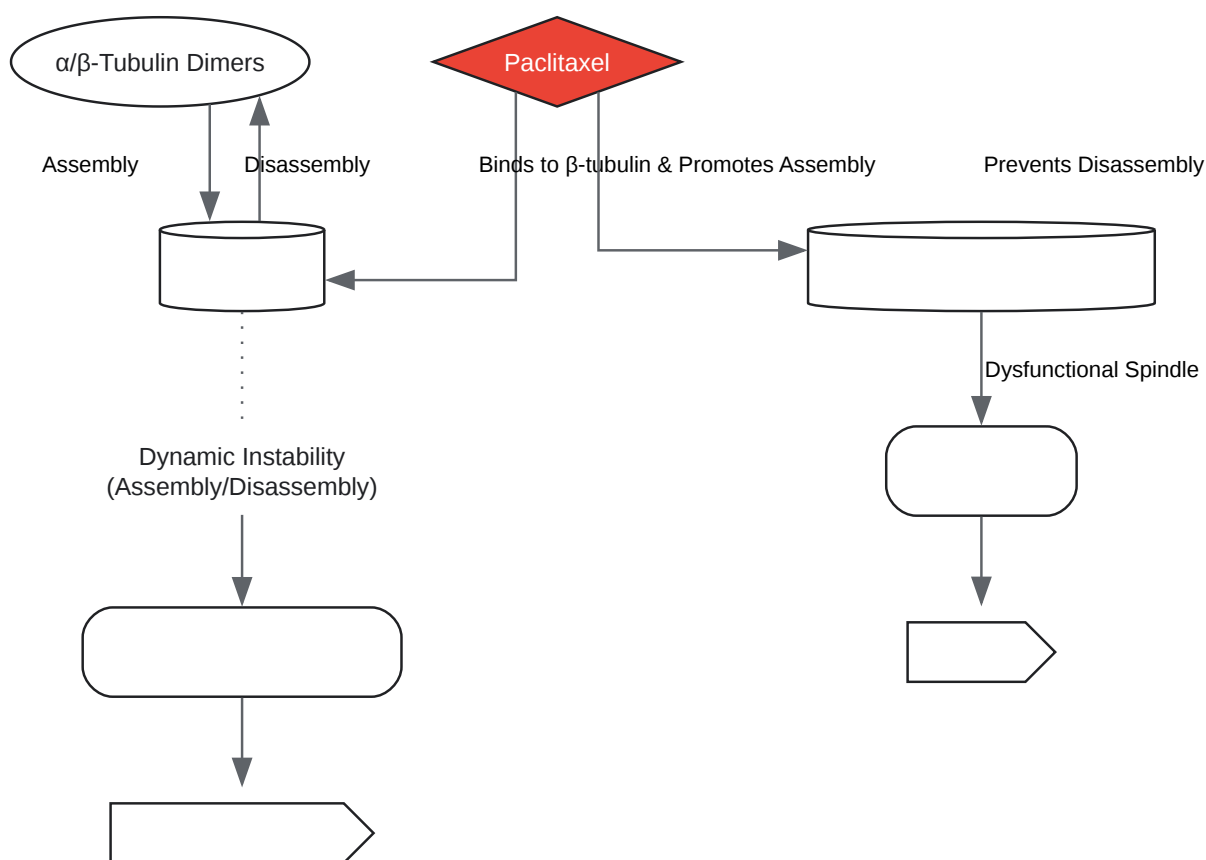 α/β-Tubulin Dimers
Paclitaxel
Assembly
Disassembly
Binds to β-tubulin & Promotes Assembly
Prevents Disassembly
Dysfunctional Spindle
Dynamic Instability
(Assembly/Disassembly)